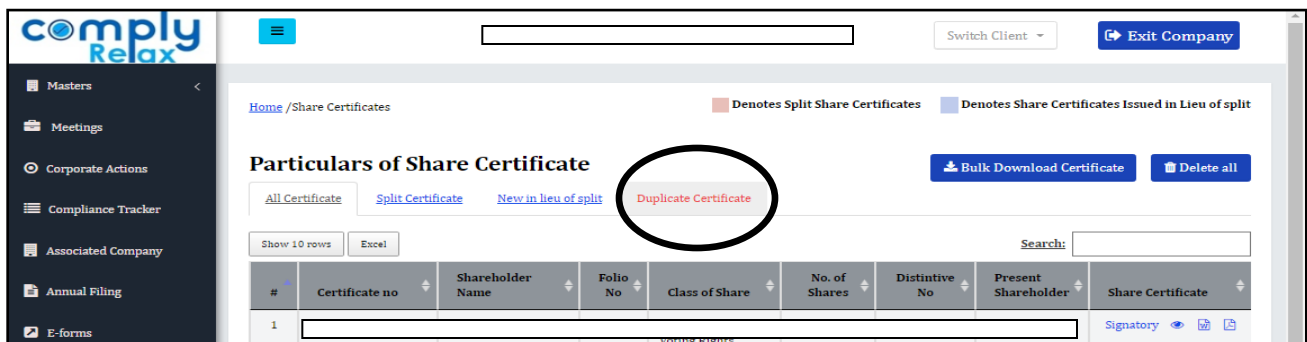 comply
Relax
Switch Client
Exit Company
Masters <
Meetings
Corporate Actions
Compliance Tracker
Associated Company
Annual Filing
E-forms
Home /Share Certificates
Denotes Split Share Certificates
Denotes Share Certificates Issued in Lieu of split
Particulars of Share Certificate
Bulk Download Certificate
Delete all
All Certificate
Split Certificate
New in lieu of split
Duplicate Certificate
Show 10 rows
Excel
Search:
# Certificate no Shareholder Name Folio No Class of Share No. of Shares Distintive No Present Shareholder Share Certificate
1 Voting Rights Signatory